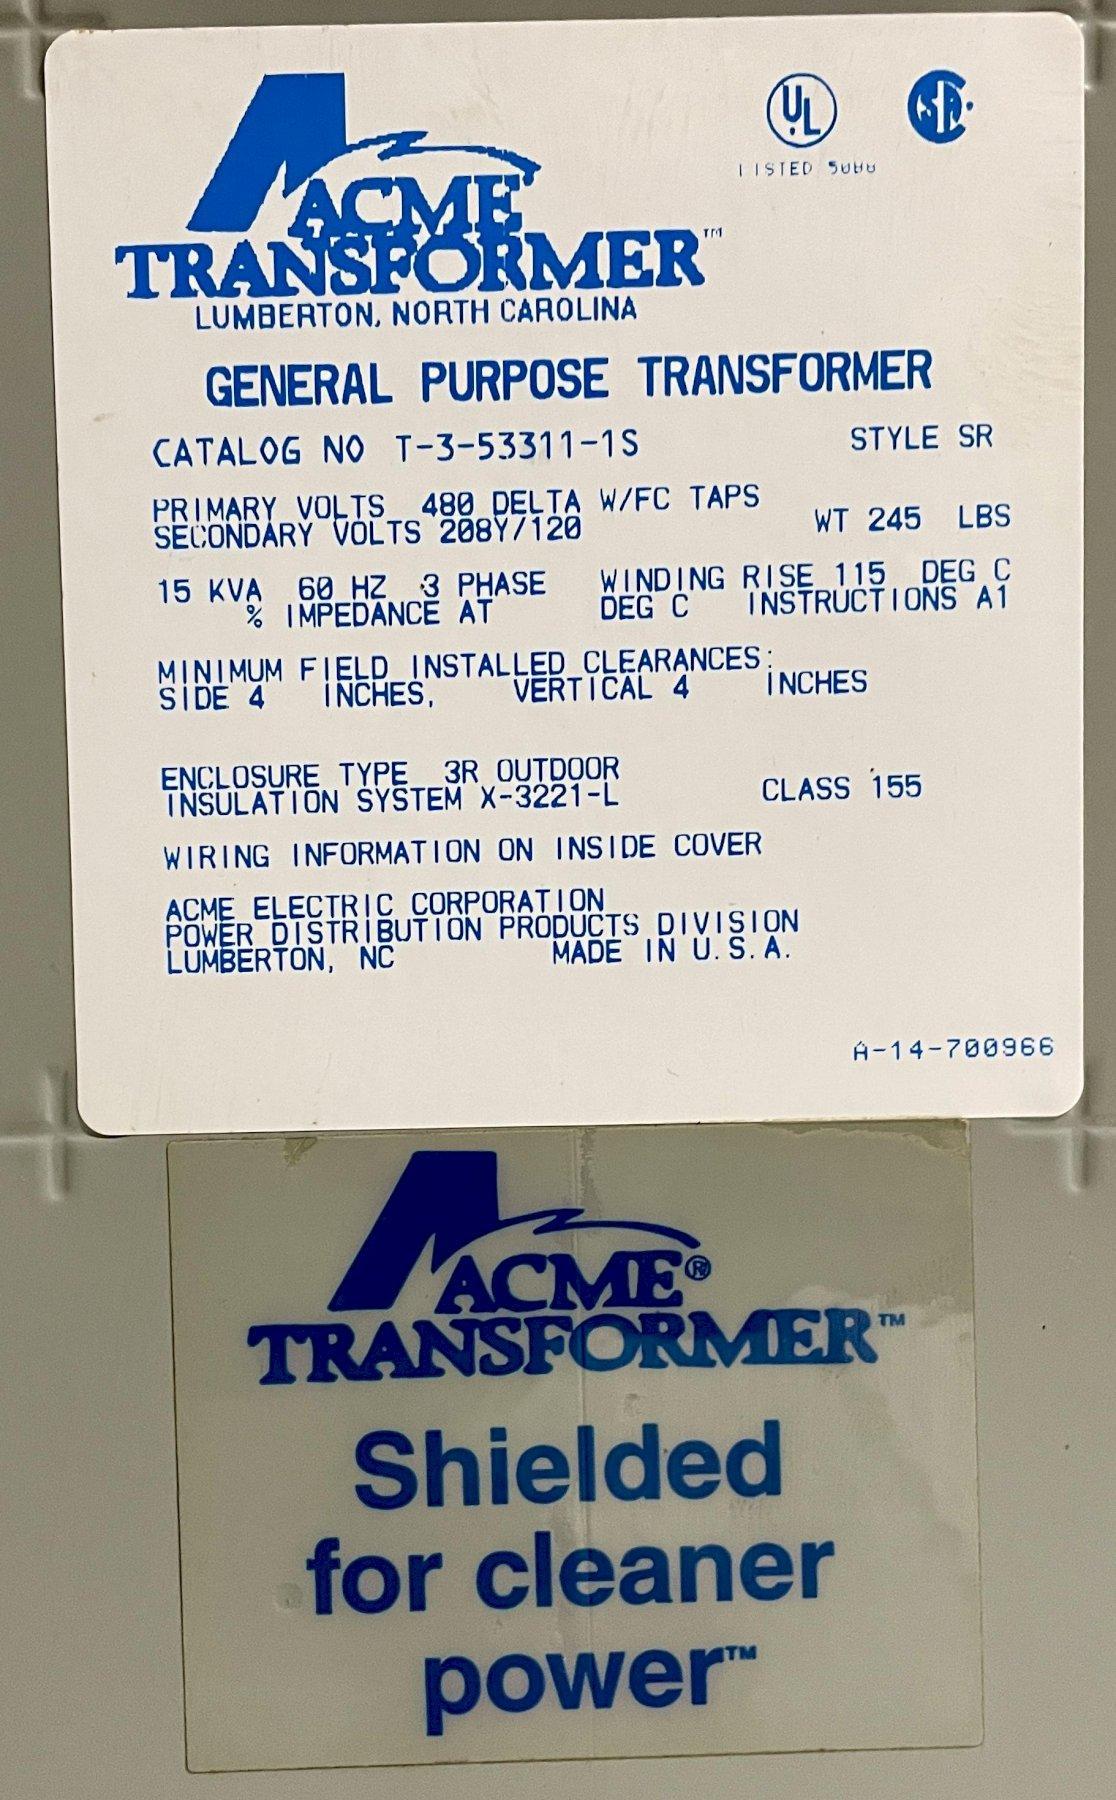 ACME
TRANSFORMER™
LUMBERTON, NORTH CAROLINA
UL
LISTED
GENERAL PURPOSE TRANSFORMER
CATALOG NO T-3-53311-1S STYLE SR
PRIMARY VOLTS 480 DELTA W/FC TAPS
SECONDARY VOLTS 208Y/120 WT 245 LBS
15 KVA 60 HZ 3 PHASE WINDING RISE 115 DEG C
% IMPEDANCE AT DEG C INSTRUCTIONS A1
MINIMUM FIELD INSTALLED CLEARANCES:
SIDE 4 INCHES, VERTICAL 4 INCHES
ENCLOSURE TYPE 3R OUTDOOR
INSULATION SYSTEM X-3221-L CLASS 155
WIRING INFORMATION ON INSIDE COVER
ACME ELECTRIC CORPORATION
POWER DISTRIBUTION PRODUCTS DIVISION
LUMBERTON, NC MADE IN U.S.A.
A-14-700966
ACME®
TRANSFORMER™
Shielded
for cleaner
power™